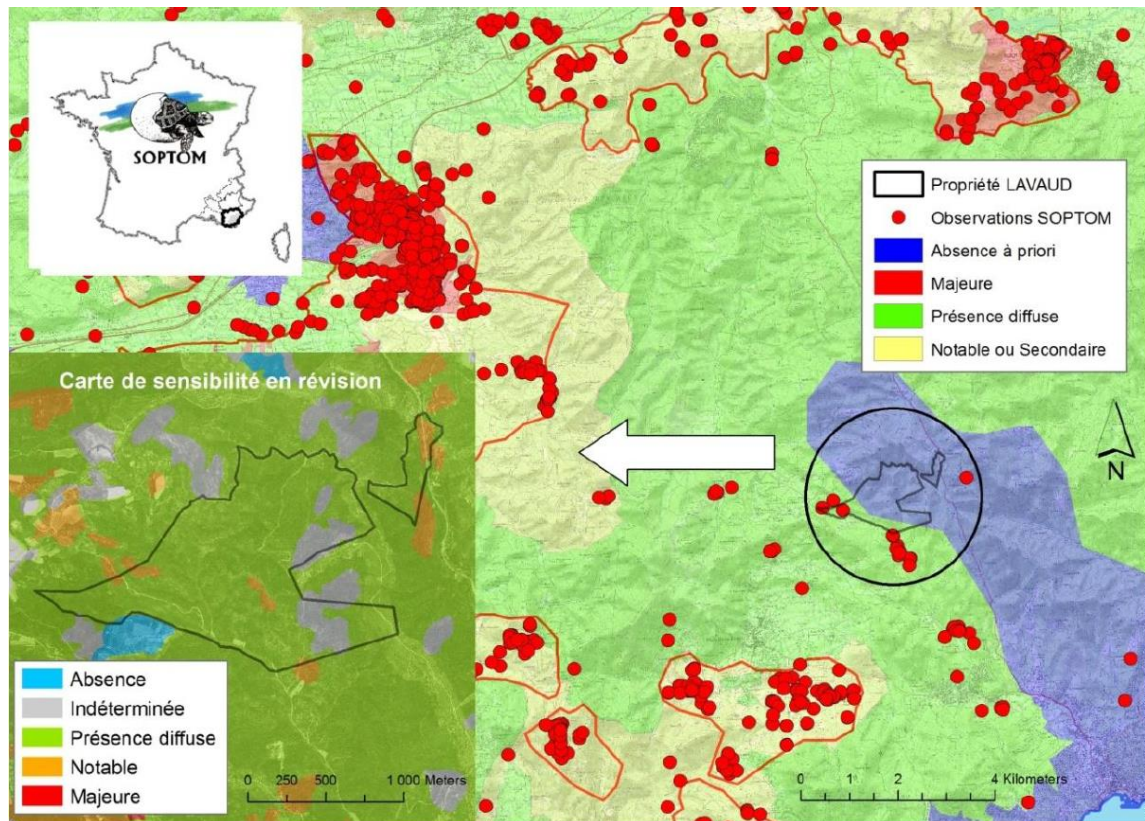 SOPTOM
Propriété LAVAUD
Observations SOPTOM
Absence à priori
Majeure
Présence diffuse
Notable ou Secondaire
N
Carte de sensibilité en révision
Absence
Indéterminée
Présence diffuse
Notable
Majeure
0 250 500 1 000 Meters
0 1 2 4 Kilometers